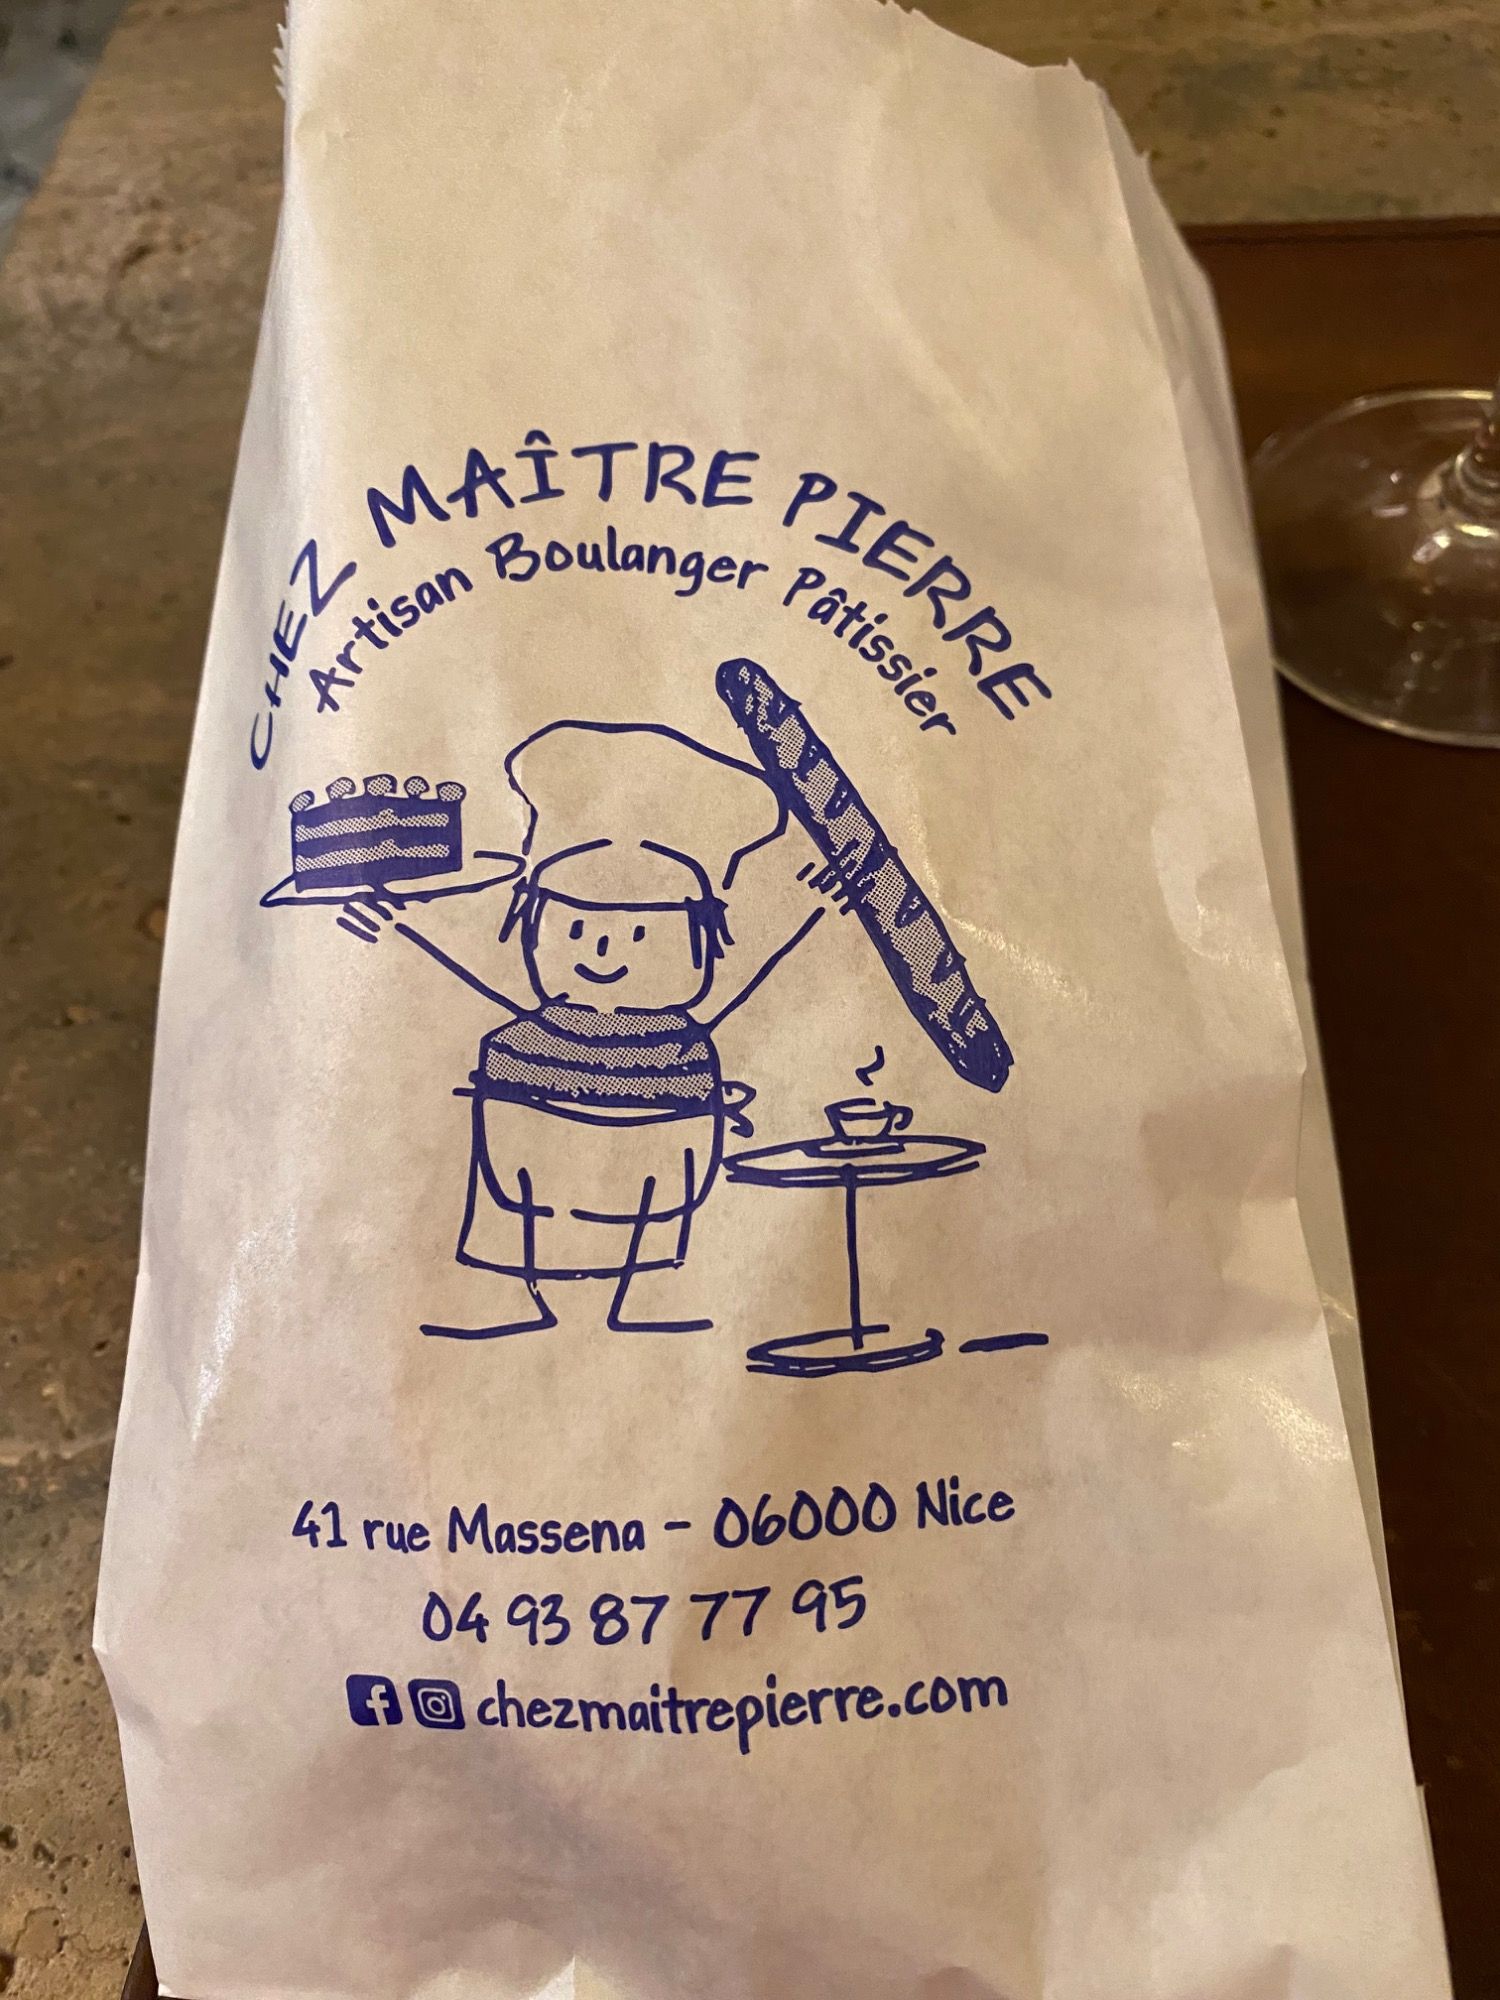 CHEZ MAÎTRE PIERRE
Artisan Boulanger Pâtissier
41 rue Massena - 06000 Nice
04 93 87 77 95
chezmaitrepierre.com